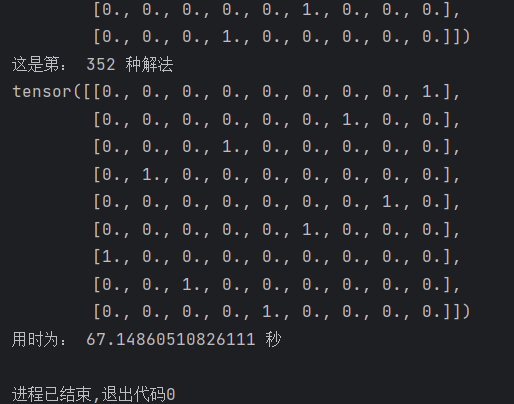 [0., 0., 0., 0., 0., 1., 0., 0., 0.],
[0., 0., 0., 1., 0., 0., 0., 0., 0.]])
这是第： 352 种解法
tensor([[0., 0., 0., 0., 0., 0., 0., 0., 1.],
[0., 0., 0., 0., 0., 0., 1., 0., 0.],
[0., 0., 0., 1., 0., 0., 0., 0., 0.],
[0., 1., 0., 0., 0., 0., 0., 0., 0.],
[0., 0., 0., 0., 0., 0., 0., 1., 0.],
[0., 0., 0., 0., 0., 1., 0., 0., 0.],
[1., 0., 0., 0., 0., 0., 0., 0., 0.],
[0., 0., 1., 0., 0., 0., 0., 0., 0.],
[0., 0., 0., 0., 1., 0., 0., 0., 0.]])
用时为： 67.14860510826111 秒
进程已结束,退出代码0